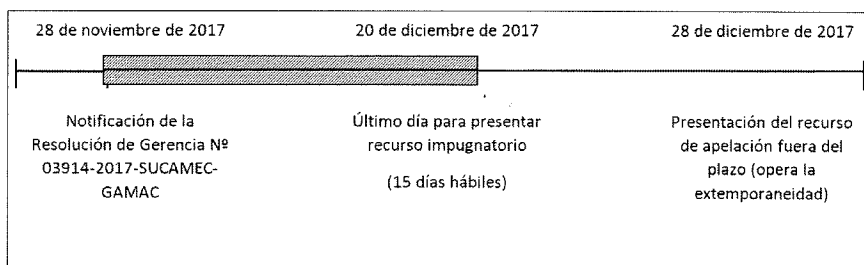 28 de noviembre de 2017
20 de diciembre de 2017
28 de diciembre de 2017
Notificación de la
Resolución de Gerencia Nº
03914-2017-SUCAMEC-
GAMAC
Último día para presentar
recurso impugnatorio
(15 días hábiles)
Presentación del recurso
de apelación fuera del
plazo (opera la
extemporaneidad)